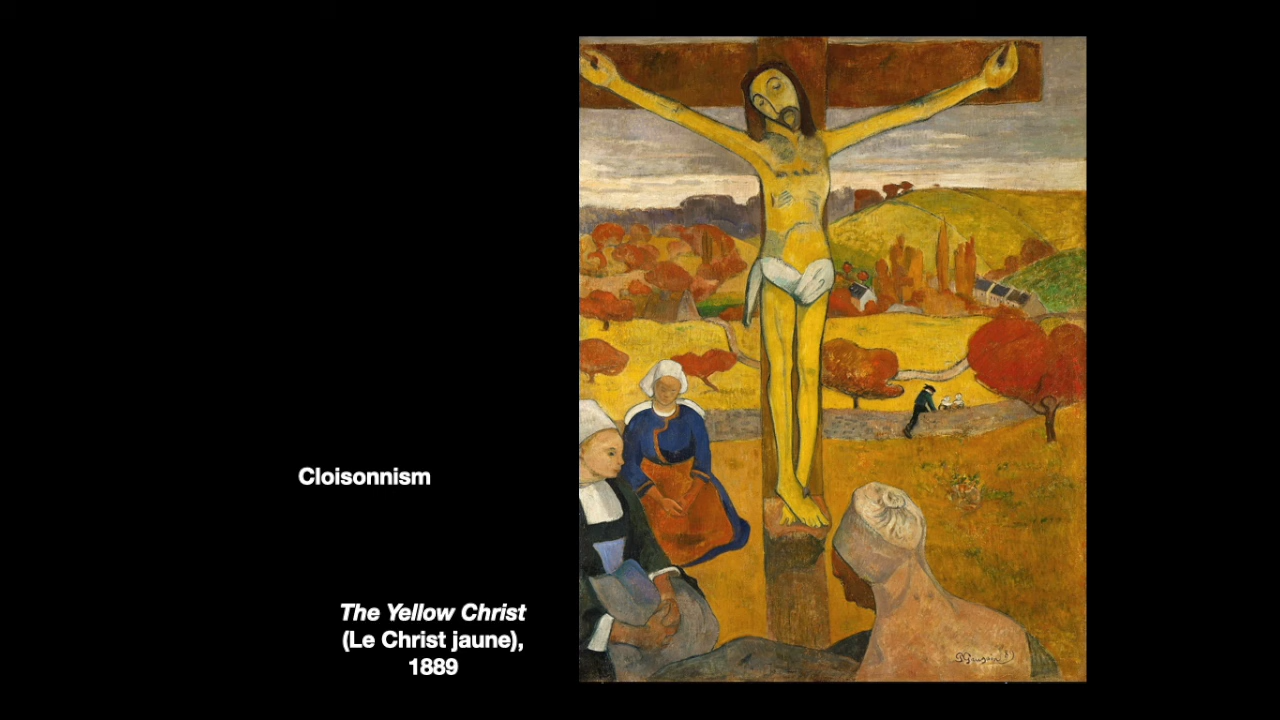 Cloisonnism
The Yellow Christ
(Le Christ jaune),
1889